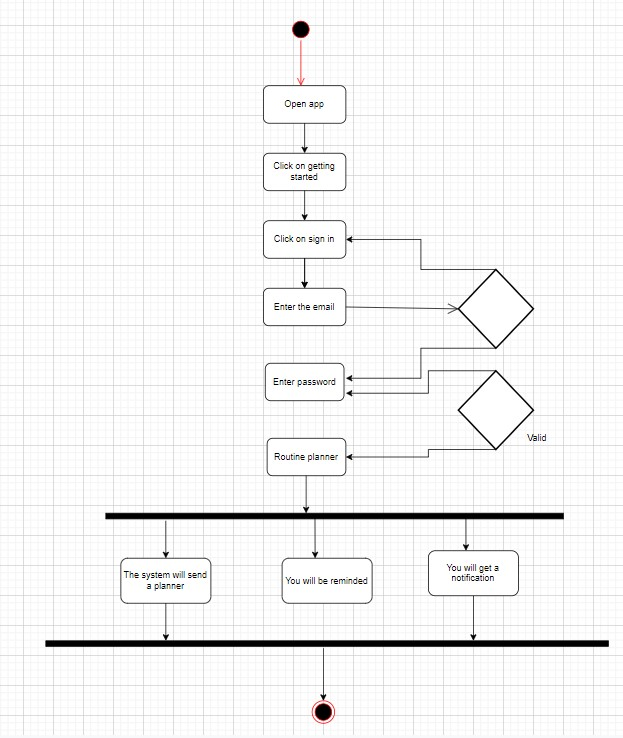 Open app
Click on getting
started
Click on sign in
Enter the email
Enter password
Valid
Routine planner
The system will send
a planner
You will be reminded
You will get a
notification